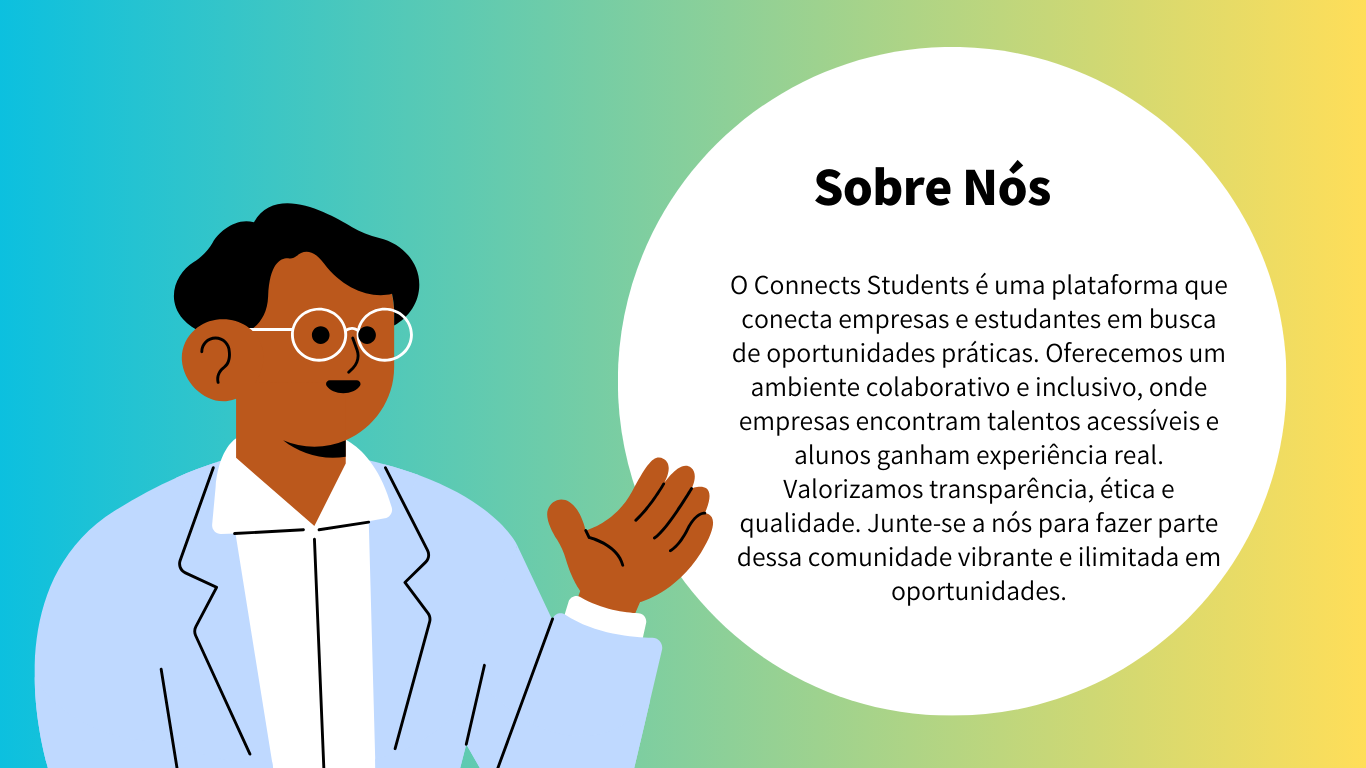 Sobre Nós
O Connects Students é uma plataforma que
conecta empresas e estudantes em busca
de oportunidades práticas. Oferecemos um
ambiente colaborativo e inclusivo, onde
empresas encontram talentos acessíveis e
alunos ganham experiência real.
Valorizamos transparência, ética e
qualidade. Junte-se a nós para fazer parte
dessa comunidade vibrante e ilimitada em
oportunidades.